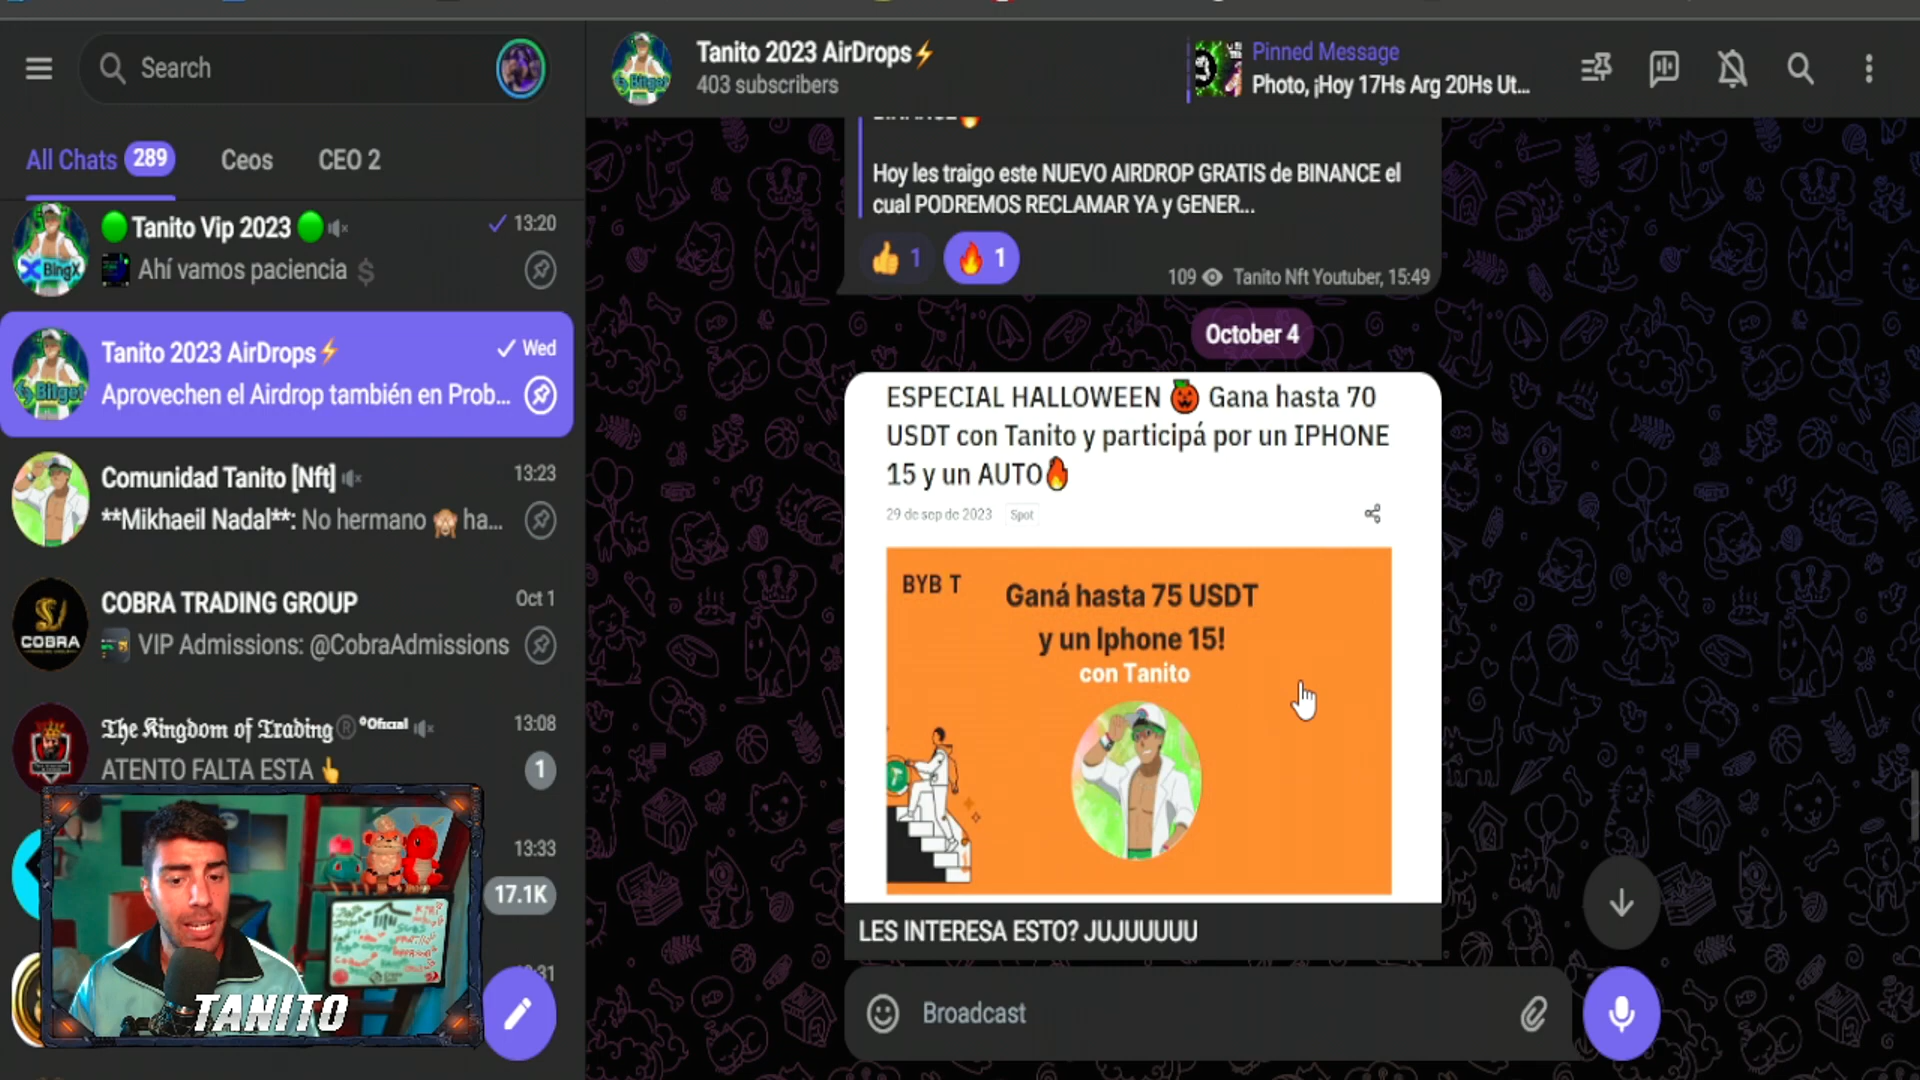 Search
All Chats 289
Ceos
CEO 2
Tanito Vip 2023
13:20
BingX
Ahí vamos paciencia
Tanito 2023 AirDrops⚡
Wed
Bitget
Aprovechen el Airdrop también en Prob...
Comunidad Tanito [Nft]
13:23
**Mikhaeil Nadal**: No hermano 🙈 ha...
COBRA TRADING GROUP
Oct 1
COBRA
VIP Admissions: @CobraAdmissions
The Kingdom of Trading® °Oficial
13:08
ATENTO FALTA ESTA 👆
1
13:33
17.1K
TANITO
Tanito 2023 AirDrops⚡
403 subscribers
Bitget
Pinned Message
Photo, ¡Hoy 17Hs Arg 20Hs Ut...
Hoy les traigo este NUEVO AIRDROP GRATIS de BINANCE el
cual PODREMOS RECLAMAR YA y GENER...
👍 1
🔥 1
109
Tanito Nft Youtuber, 15:49
October 4
ESPECIAL HALLOWEEN 🎃 Gana hasta 70
USDT con Tanito y participá por un IPHONE
15 y un AUTO🔥
29 de sep de 2023
Spot
BYB T
Ganá hasta 75 USDT
y un Iphone 15!
con Tanito
LES INTERESA ESTO? JUJUUUUU
Broadcast